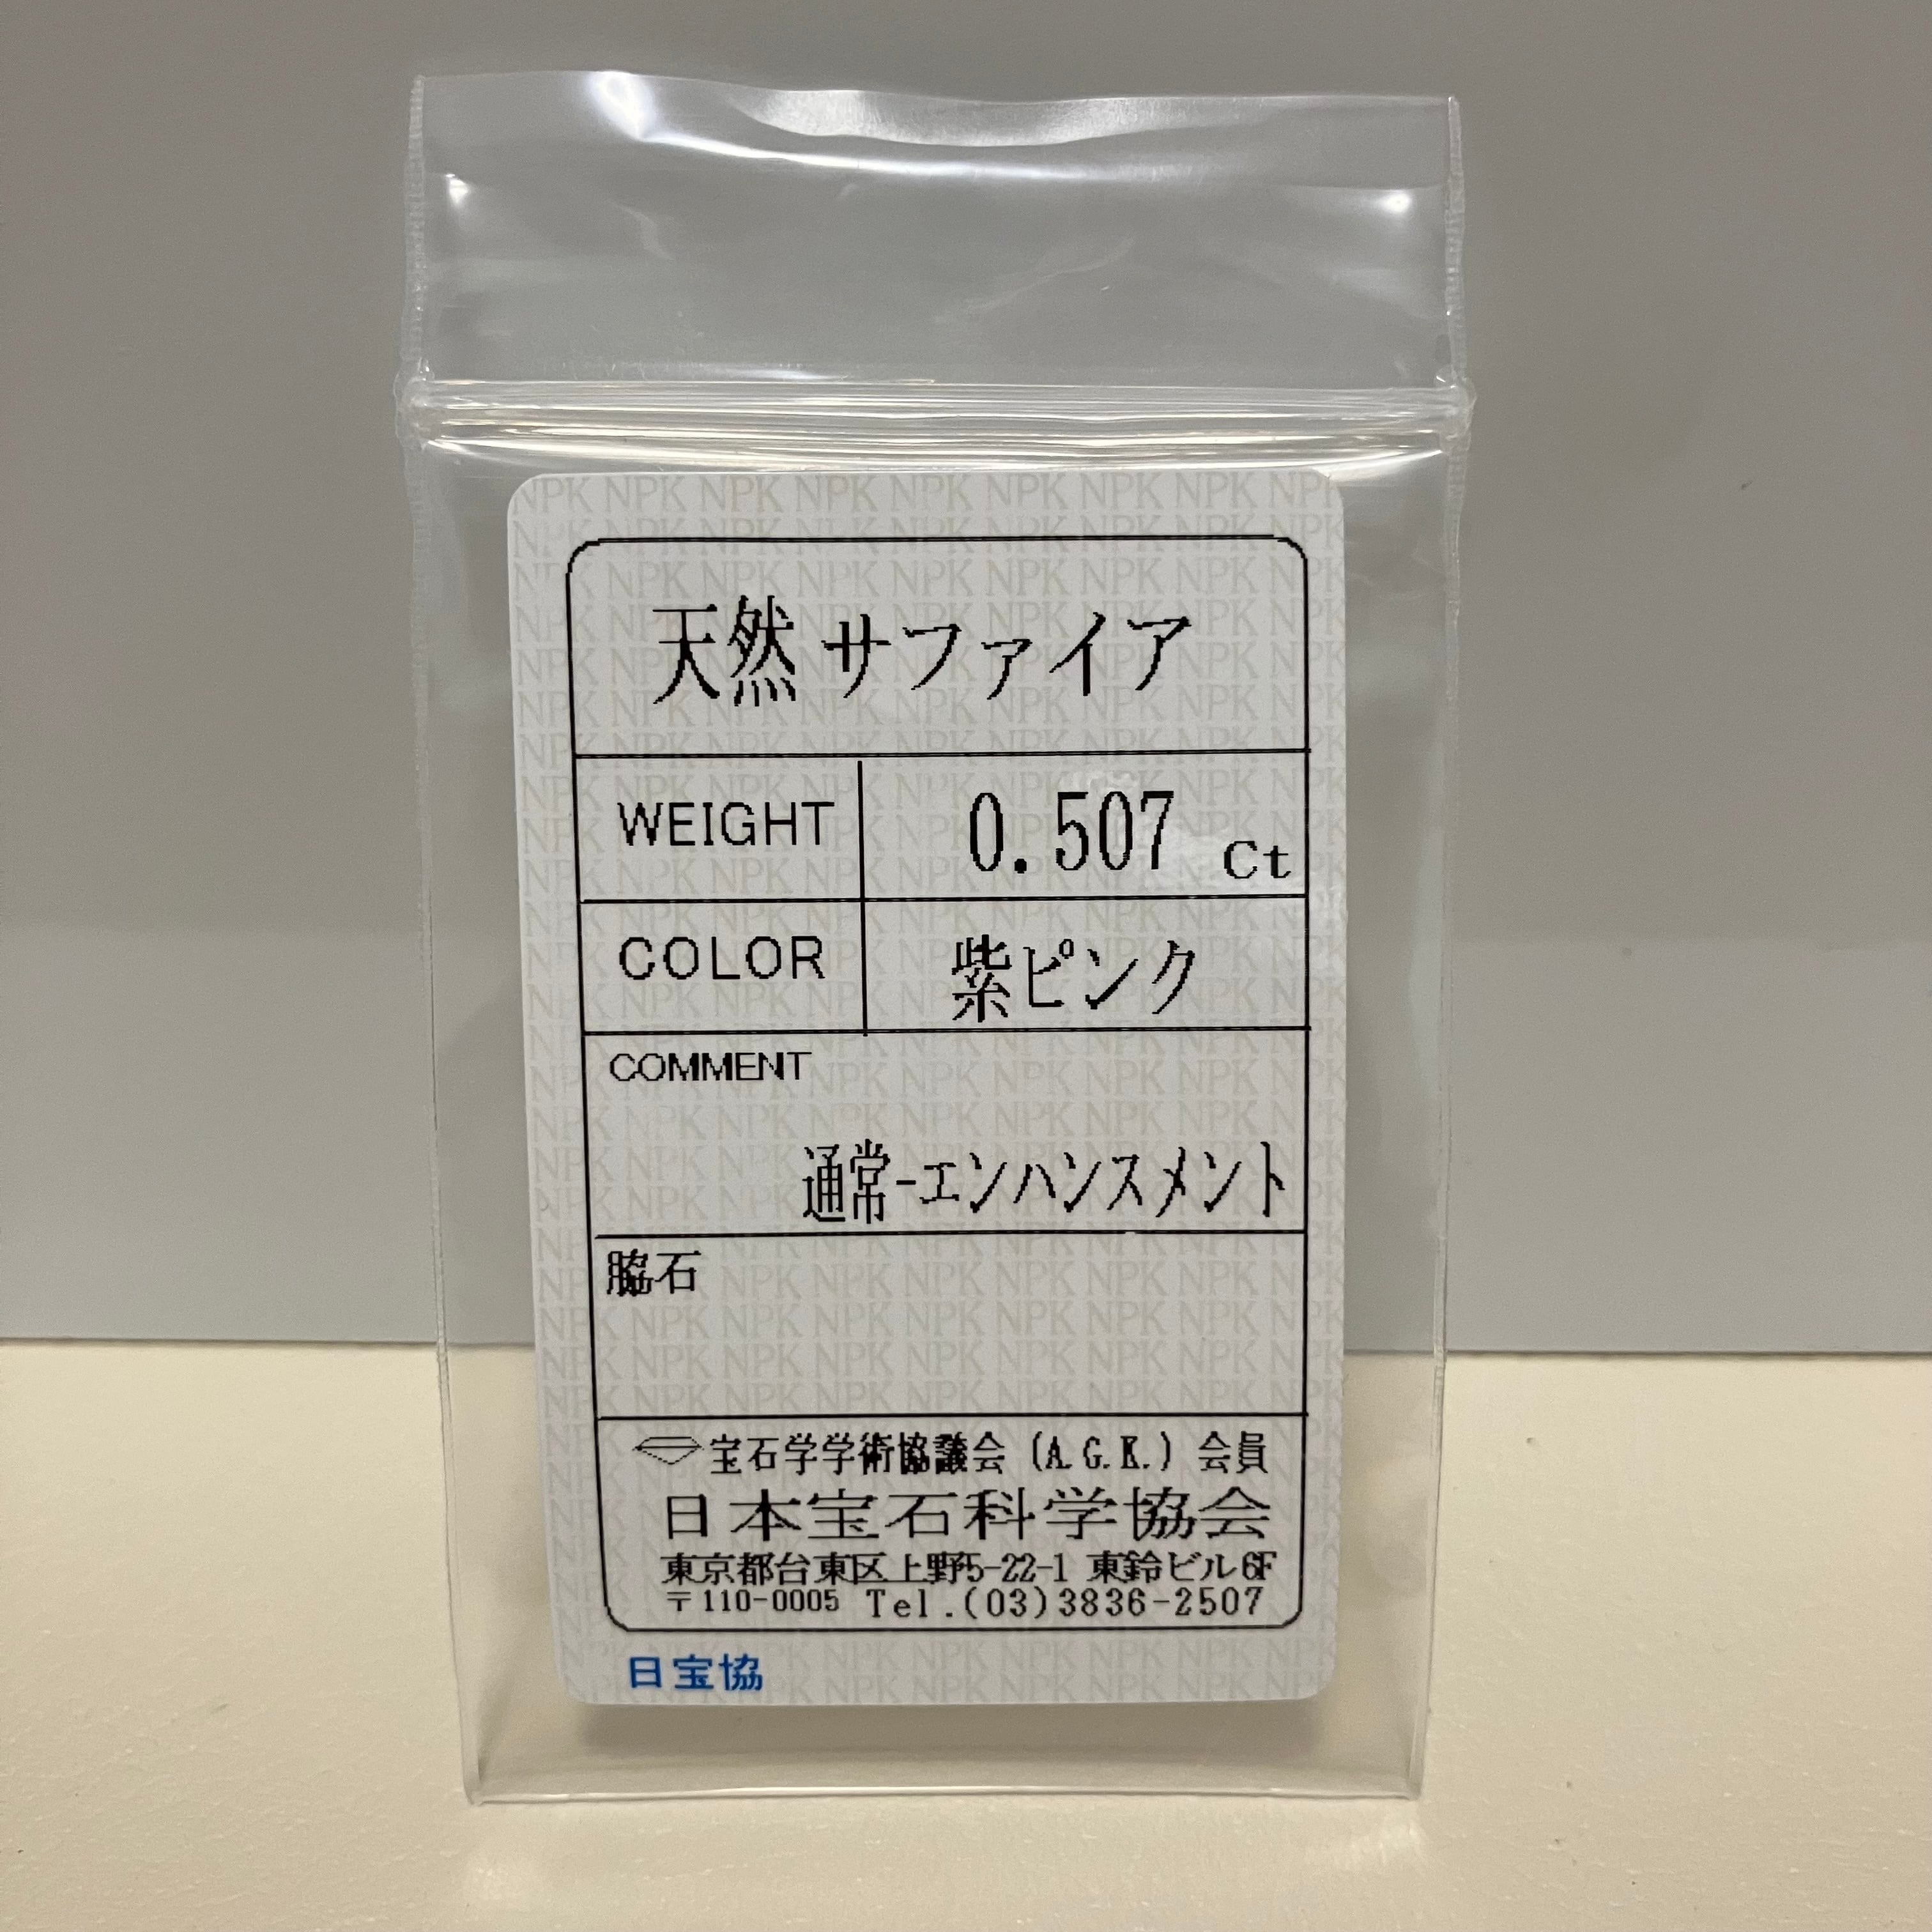 天然 サファイア
WEIGHT 0.507 Ct
COLOR 紫ピンク
COMMENT
通常-エンハンスメント
脇石
宝石学学術協議会 (A.G.K.) 会員
日本宝石科学協会
東京都台東区上野5-22-1 東鈴ビル6F
〒110-0005 Tel.(03)3836-2507
日宝協